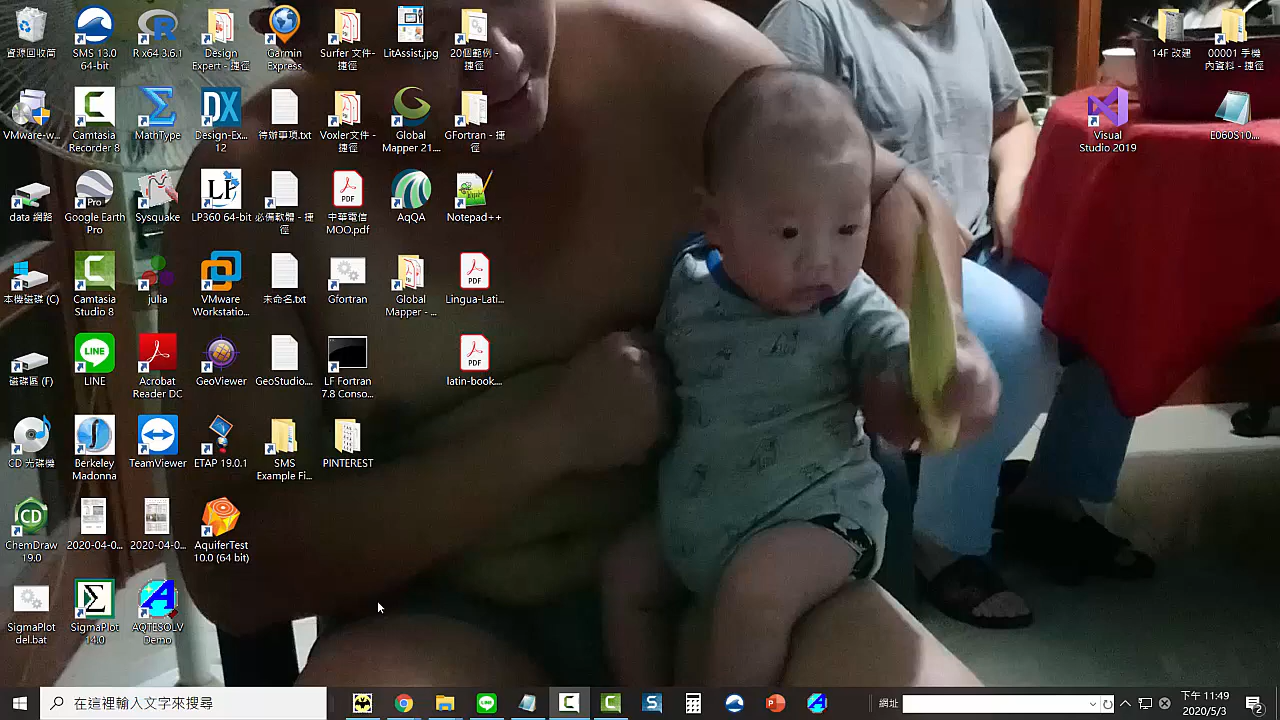 資源回收筒
SMS 13.0
64-bit
R x64 3.6.1
Design
Expert - 捷徑
Garmin
Express
Surfer 文件-
捷徑
LitAssist.jpg
20個範例 -
捷徑
14F 改建
00001 手機
內資料 - 捷徑
VMware-w...
Camtasia
Recorder 8
MathType
Design-Ex...
12
待辦事項.txt
Voxler文件 -
捷徑
Global
Mapper 21....
GFortran - 捷
徑
Visual
Studio 2019
E060S10....
data 網路
Google Earth
Pro
Sysquake
LP360 64-bit
必備軟體 - 捷
徑
中華電信
MOO.pdf
AqQA
Notepad++
本機磁碟 (C)
Camtasia
Studio 8
julia
VMware
Workstatio...
未命名.txt
Gfortran
Global
Mapper - ...
Lingua-Lati...
磁碟區 (F)
LINE
LINE
Acrobat
Reader DC
GeoViewer
GeoStudio....
LF Fortran
7.8 Conso...
latin-book....
CD 光碟機
Berkeley
Madonna
TeamViewer
ETAP 19.0.1
SMS
Example Fi...
PINTEREST
ChemDraw
19.0
2020-04-0...
2020-04-0...
AquiferTest
10.0 (64 bit)
SigmaPlot
del.bat
SigmaPlot
14.0
AQTESOLV
Demo
在這裡輸入文字來搜尋
網址
下午 11:49
2020/5/3
2